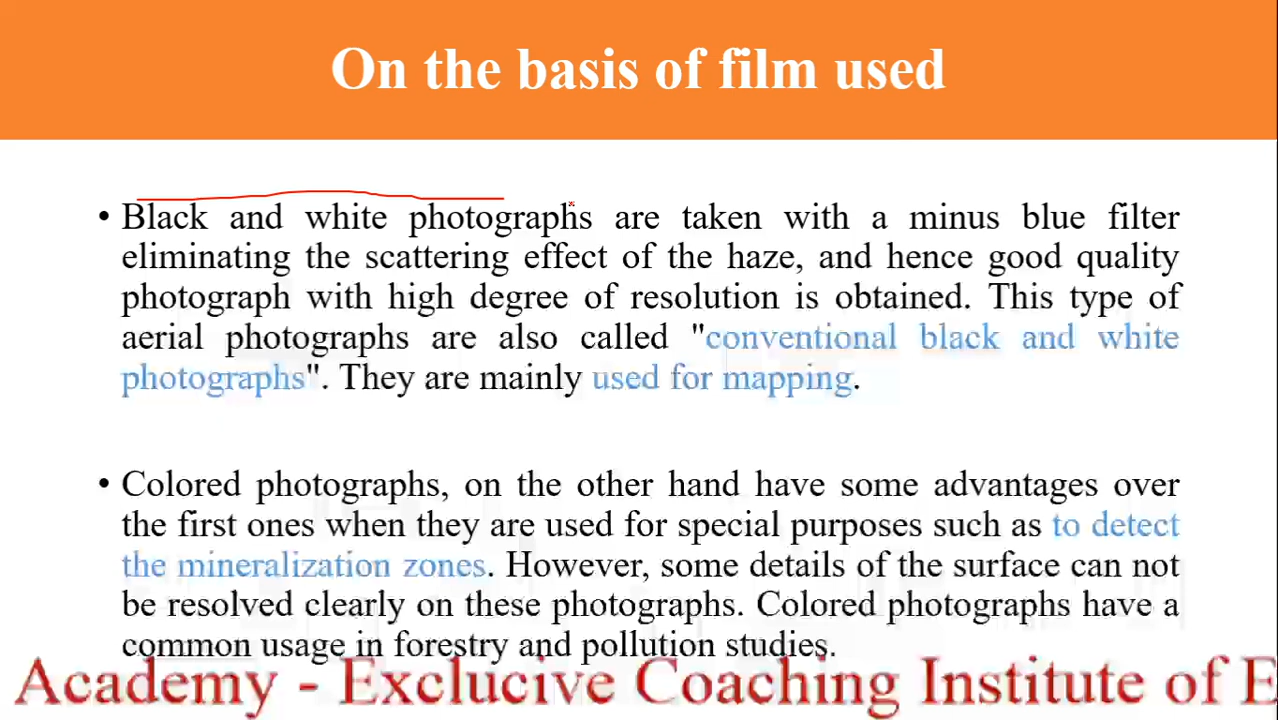 On the basis of film used
• Black and white photographs are taken with a minus blue filter
eliminating the scattering effect of the haze, and hence good quality
photograph with high degree of resolution is obtained. This type of
aerial photographs are also called "conventional black and white
photographs". They are mainly used for mapping.
• Colored photographs, on the other hand have some advantages over
the first ones when they are used for special purposes such as to detect
the mineralization zones. However, some details of the surface can not
be resolved clearly on these photographs. Colored photographs have a
common usage in forestry and pollution studies.
Academy - Exclucive Coaching Institute of E